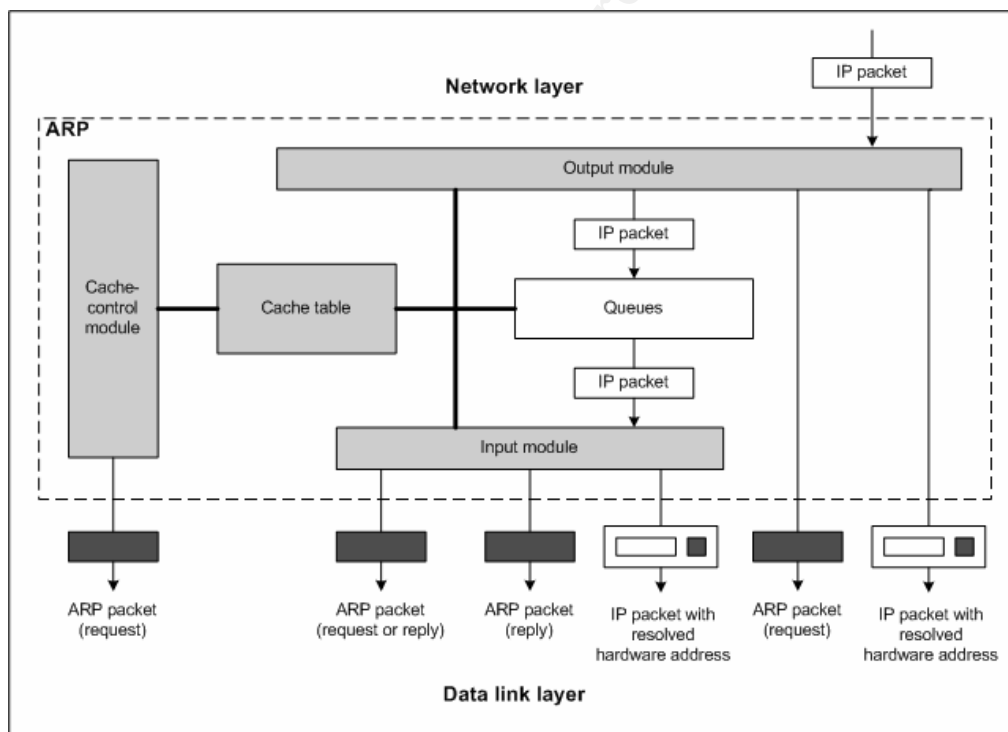 IP packet
Network layer
ARP
Output module
IP packet
Cache-
control
module
Cache table
Queues
IP packet
Input module
ARP packet
(request)
ARP packet
(request or reply)
ARP packet
(reply)
IP packet with
resolved
hardware address
ARP packet
(request)
IP packet with
resolved
hardware address
Data link layer